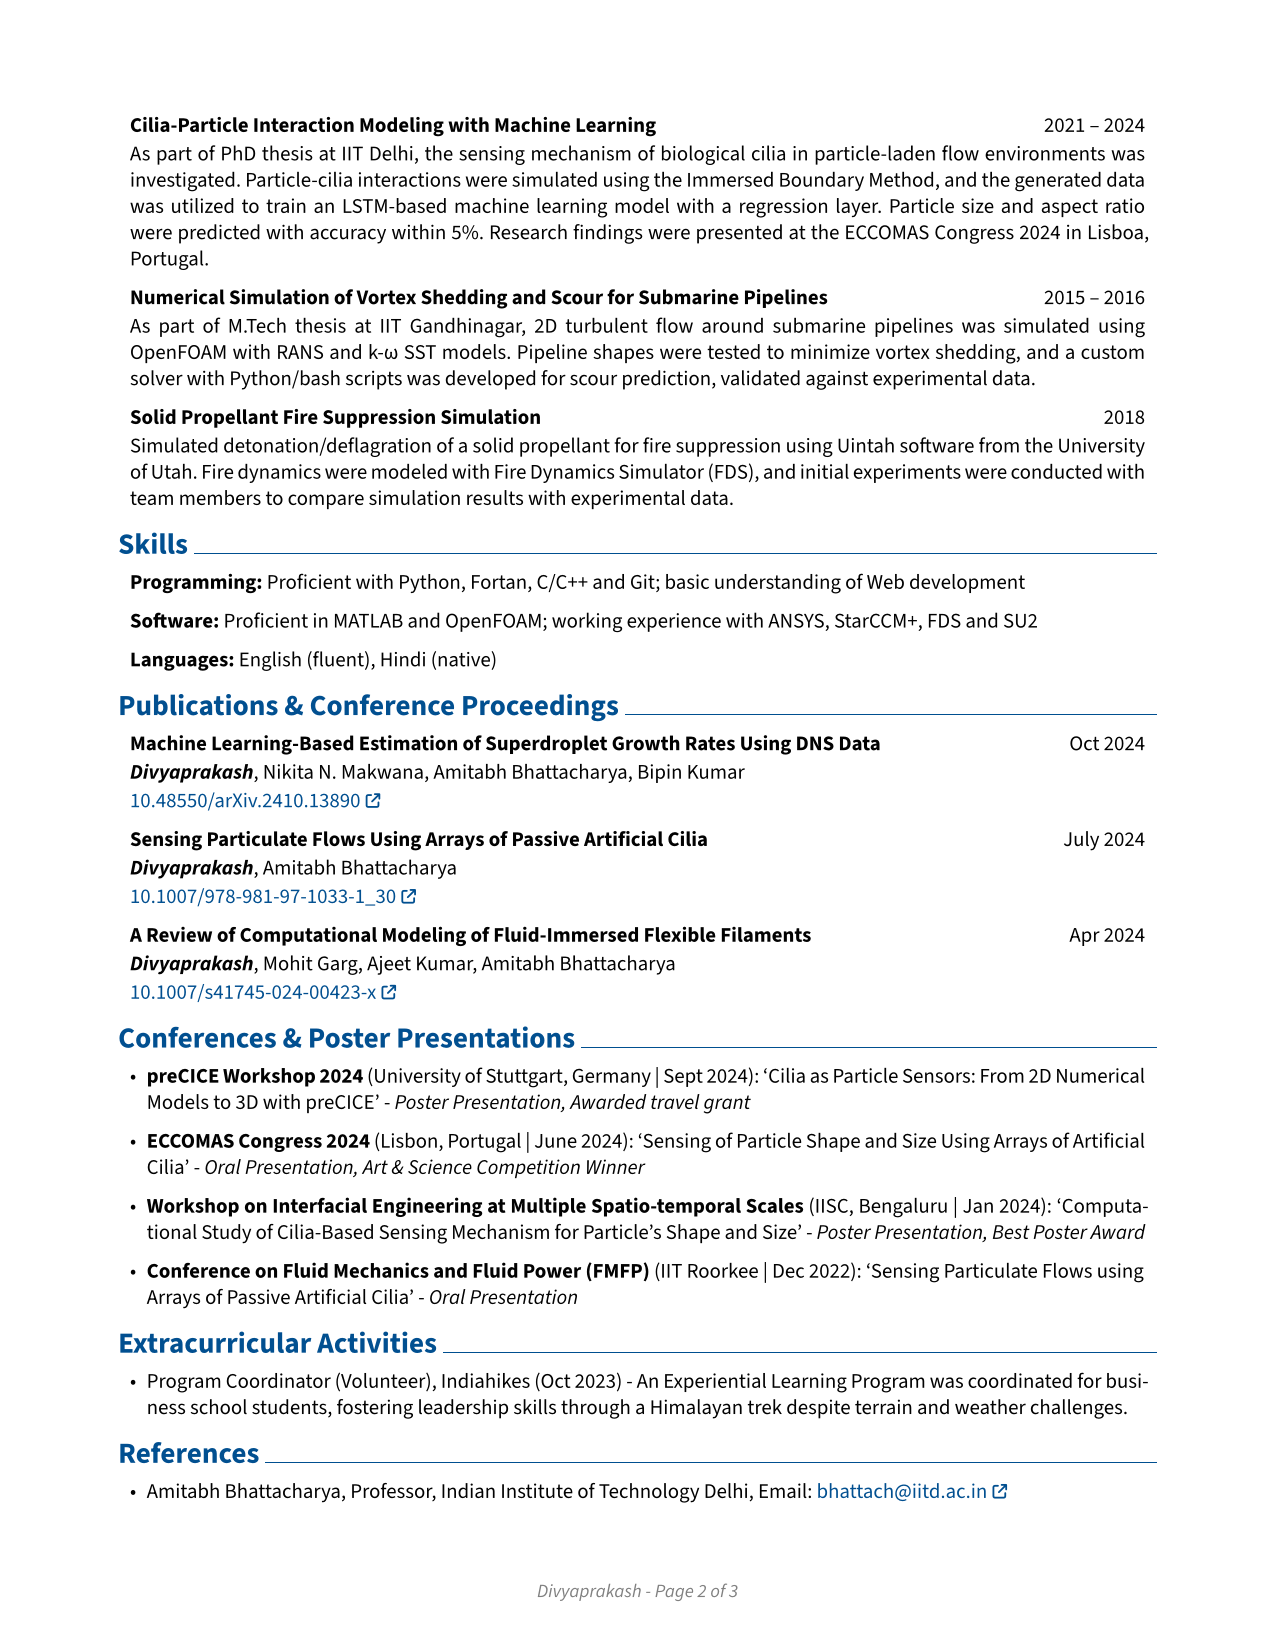 Cilia-Particle Interaction Modeling with Machine Learning 2021 – 2024
As part of PhD thesis at IIT Delhi, the sensing mechanism of biological cilia in particle-laden flow environments was
investigated. Particle-cilia interactions were simulated using the Immersed Boundary Method, and the generated data
was utilized to train an LSTM-based machine learning model with a regression layer. Particle size and aspect ratio
were predicted with accuracy within 5%. Research findings were presented at the ECCOMAS Congress 2024 in Lisboa,
Portugal.
Numerical Simulation of Vortex Shedding and Scour for Submarine Pipelines 2015 – 2016
As part of M.Tech thesis at IIT Gandhinagar, 2D turbulent flow around submarine pipelines was simulated using
OpenFOAM with RANS and k-ω SST models. Pipeline shapes were tested to minimize vortex shedding, and a custom
solver with Python/bash scripts was developed for scour prediction, validated against experimental data.
Solid Propellant Fire Suppression Simulation 2018
Simulated detonation/deflagration of a solid propellant for fire suppression using Uintah software from the University
of Utah. Fire dynamics were modeled with Fire Dynamics Simulator (FDS), and initial experiments were conducted with
team members to compare simulation results with experimental data.
Skills
Programming: Proficient with Python, Fortan, C/C++ and Git; basic understanding of Web development
Software: Proficient in MATLAB and OpenFOAM; working experience with ANSYS, StarCCM+, FDS and SU2
Languages: English (fluent), Hindi (native)
Publications & Conference Proceedings
Machine Learning-Based Estimation of Superdroplet Growth Rates Using DNS Data Oct 2024
Divyaprakash, Nikita N. Makwana, Amitabh Bhattacharya, Bipin Kumar
10.48550/arXiv.2410.13890
Sensing Particulate Flows Using Arrays of Passive Artificial Cilia July 2024
Divyaprakash, Amitabh Bhattacharya
10.1007/978-981-97-1033-1_30
A Review of Computational Modeling of Fluid-Immersed Flexible Filaments Apr 2024
Divyaprakash, Mohit Garg, Ajeet Kumar, Amitabh Bhattacharya
10.1007/s41745-024-00423-x
Conferences & Poster Presentations
• preCICE Workshop 2024 (University of Stuttgart, Germany | Sept 2024): ‘Cilia as Particle Sensors: From 2D Numerical
Models to 3D with preCICE’ - Poster Presentation, Awarded travel grant
• ECCOMAS Congress 2024 (Lisbon, Portugal | June 2024): ‘Sensing of Particle Shape and Size Using Arrays of Artificial
Cilia’ - Oral Presentation, Art & Science Competition Winner
• Workshop on Interfacial Engineering at Multiple Spatio-temporal Scales (IISC, Bengaluru | Jan 2024): ‘Computa-
tional Study of Cilia-Based Sensing Mechanism for Particle’s Shape and Size’ - Poster Presentation, Best Poster Award
• Conference on Fluid Mechanics and Fluid Power (FMFP) (IIT Roorkee | Dec 2022): ‘Sensing Particulate Flows using
Arrays of Passive Artificial Cilia’ - Oral Presentation
Extracurricular Activities
• Program Coordinator (Volunteer), Indiahikes (Oct 2023) - An Experiential Learning Program was coordinated for busi-
ness school students, fostering leadership skills through a Himalayan trek despite terrain and weather challenges.
References
• Amitabh Bhattacharya, Professor, Indian Institute of Technology Delhi, Email: bhattach@iitd.ac.in
Divyaprakash - Page 2 of 3